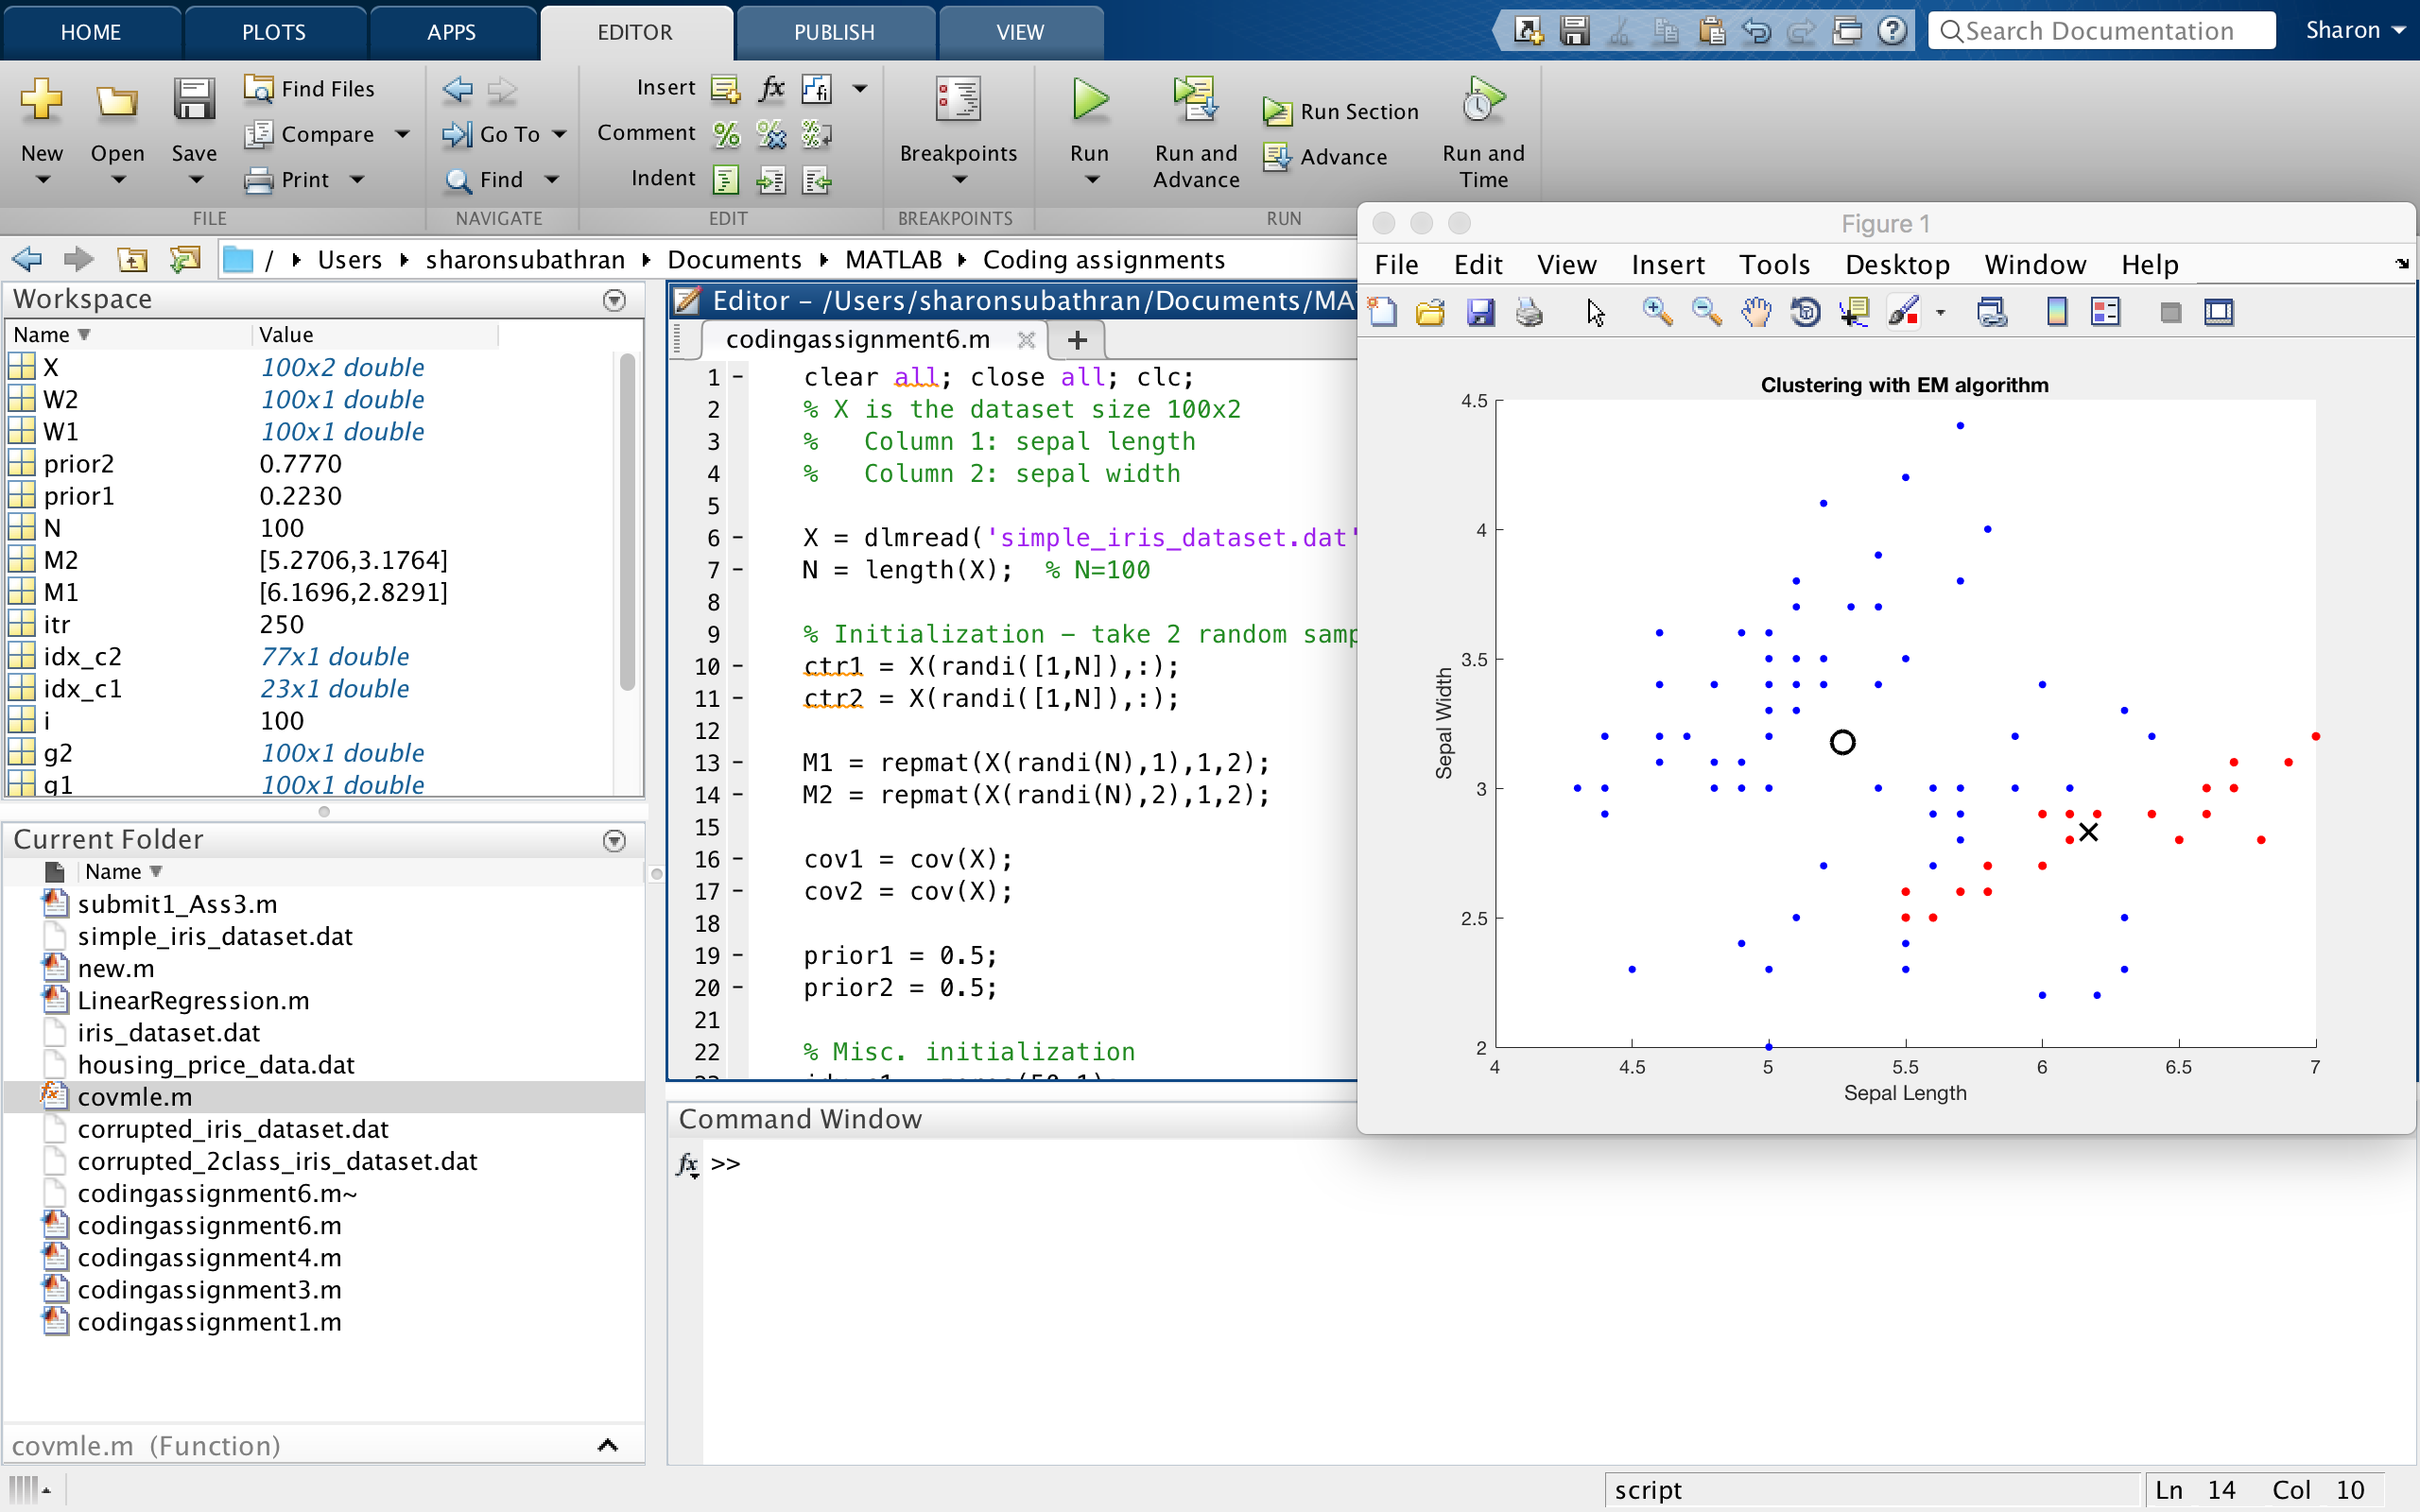 HOME PLOTS APPS EDITOR PUBLISH VIEW Search Documentation Sharon
New Open Save Find Files Compare Print Go To Find Insert Comment Indent Breakpoints Run Run and Advance Run Section Advance Run and Time
FILE NAVIGATE EDIT BREAKPOINTS RUN
/ Users sharonsubathran Documents MATLAB Coding assignments
Workspace
Name Value
X 100x2 double
W2 100x1 double
W1 100x1 double
prior2 0.7770
prior1 0.2230
N 100
M2 [5.2706,3.1764]
M1 [6.1696,2.8291]
itr 250
idx_c2 77x1 double
idx_c1 23x1 double
i 100
g2 100x1 double
g1 100x1 double
Current Folder
Name
submit1_Ass3.m
simple_iris_dataset.dat
new.m
LinearRegression.m
iris_dataset.dat
housing_price_data.dat
covmle.m
corrupted_iris_dataset.dat
corrupted_2class_iris_dataset.dat
codingassignment6.m~
codingassignment6.m
codingassignment4.m
codingassignment3.m
codingassignment1.m
covmle.m (Function)
Editor – /Users/sharonsubathran/Documents/MA
codingassignment6.m
1 clear all; close all; clc;
2 % X is the dataset size 100x2
3 % Column 1: sepal length
4 % Column 2: sepal width
5
6 X = dlmread('simple_iris_dataset.dat'
7 N = length(X); % N=100
8
9 % Initialization – take 2 random samp
10 ctr1 = X(randi([1,N]),:);
11 ctr2 = X(randi([1,N]),:);
12
13 M1 = repmat(X(randi(N),1),1,2);
14 M2 = repmat(X(randi(N),2),1,2);
15
16 cov1 = cov(X);
17 cov2 = cov(X);
18
19 prior1 = 0.5;
20 prior2 = 0.5;
21
22 % Misc. initialization
Command Window
fx >>
Figure 1
File Edit View Insert Tools Desktop Window Help
Clustering with EM algorithm
4.5
4
3.5
3
2.5
2
Sepal Width
4 4.5 5 5.5 6 6.5 7
Sepal Length
script Ln 14 Col 10